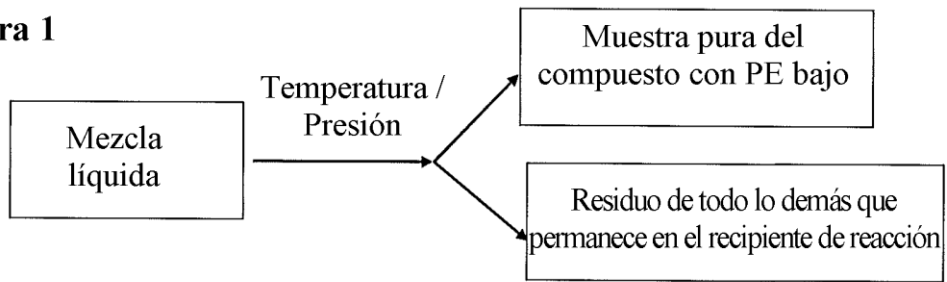 ra 1
Mezcla
líquida
Temperatura /
Presión
Muestra pura del
compuesto con PE bajo
Residuo de todo lo demás que
permanece en el recipiente de reacción